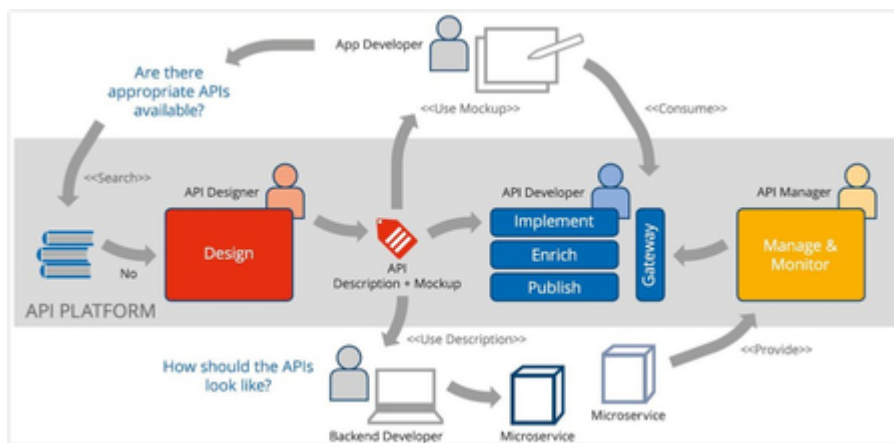 App Developer
Are there
appropriate APIs
available?
<<Use Mockup>>
<<Consume>>
<<Search>>
API Designer
API Developer
API Manager
Design
Implement
Enrich
Publish
Gateway
Manage &
Monitor
No
API
Description + Mockup
API PLATFORM
<<Use Description>>
How should the APIs
look like?
<<Provide>>
Backend Developer
Microservice
Microservice